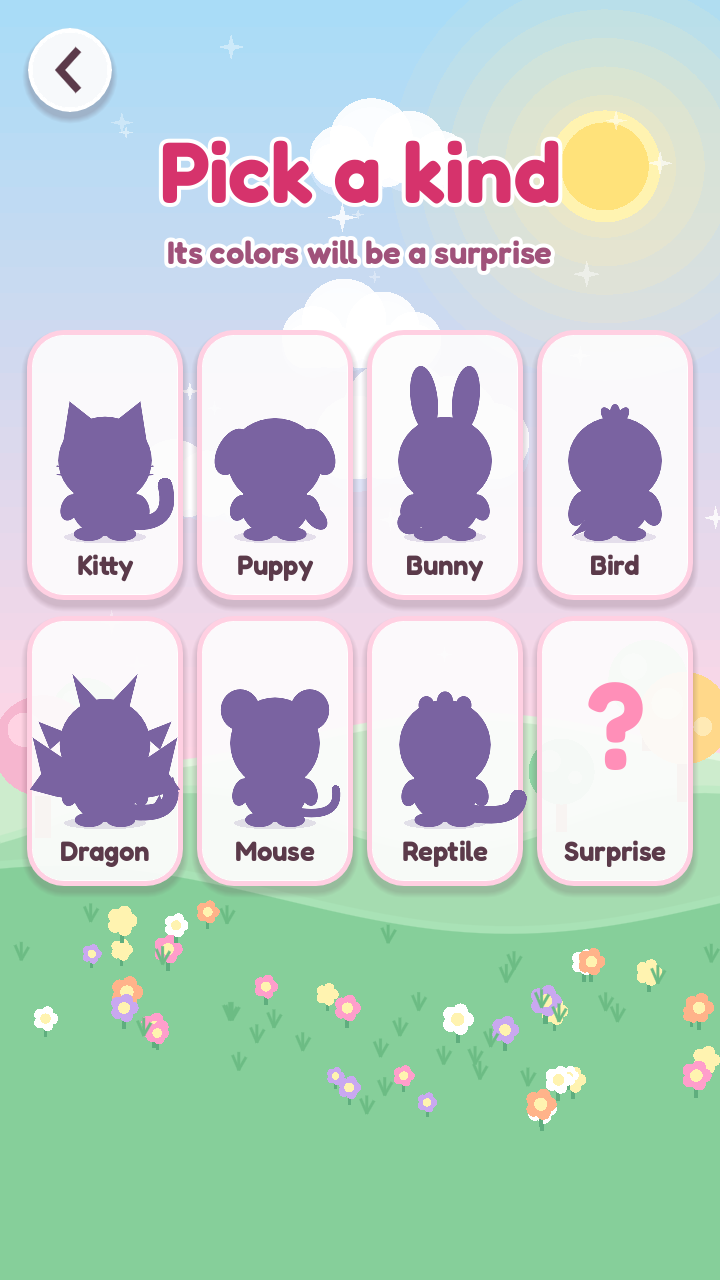 Pick a kind
Its colors will be a surprise
Kitty
Puppy
Bunny
Bird
Dragon
Mouse
Reptile
?
Surprise